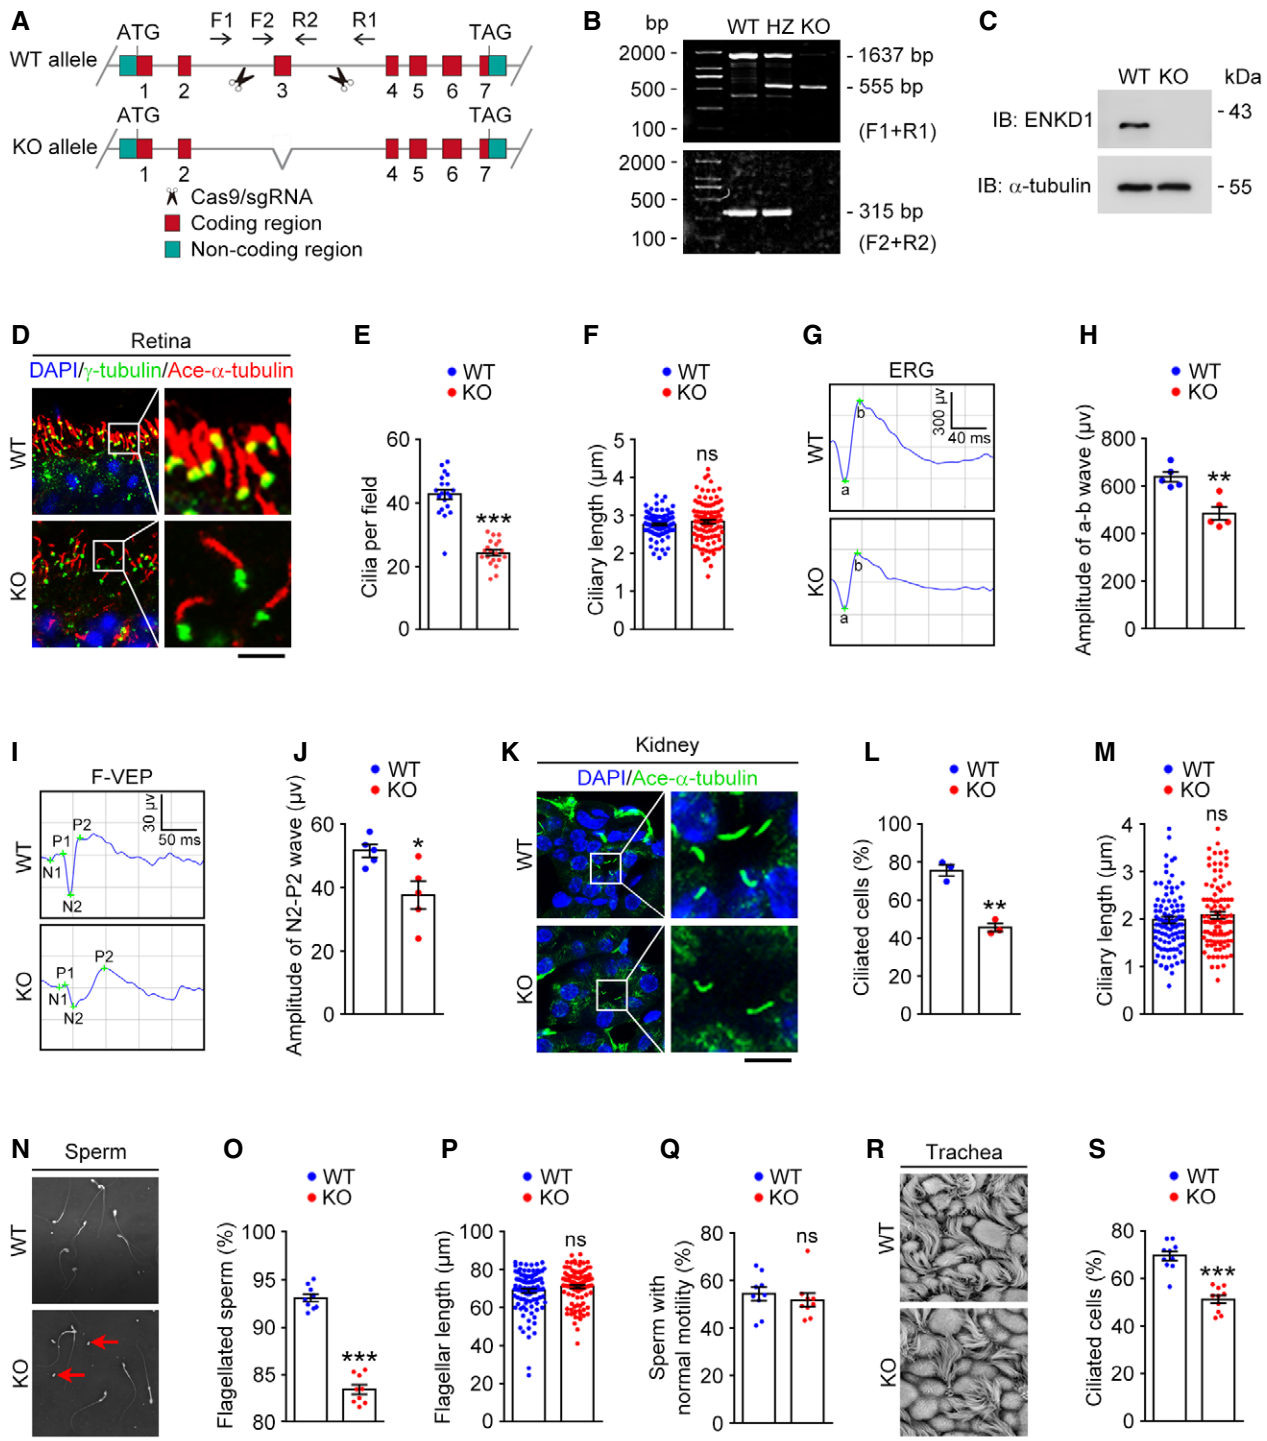 A
ATG F1 F2 R2 R1 TAG
WT allele
1 2 3 4 5 6 7
ATG TAG
KO allele
1 2 4 5 6 7
Cas9/sgRNA
Coding region
Non-coding region
B
bp WT HZ KO
2000 - - 1637 bp
500 - - 555 bp
100 - (F1+R1)
2000 -
500 - - 315 bp
100 - (F2+R2)
C
WT KO kDa
IB: ENKD1 - 43
IB: α-tubulin - 55
D
Retina
DAPI/γ-tubulin/Ace-α-tubulin
WT
KO
E
WT
KO
Cilia per field
60
40
20
0
***
F
WT
KO
Ciliary length (µm)
5
4
3
2
1
0
ns
G
ERG
WT
b
a
300 µv
40 ms
KO
b
a
H
WT
KO
Amplitude of a-b wave (µv)
800
600
400
200
0
**
I
F-VEP
WT
P1 P2
N1
N2
30 µv
50 ms
KO
P1 P2
N1
N2
J
WT
KO
Amplitude of N2-P2 wave (µv)
60
40
20
0
*
K
Kidney
DAPI/Ace-α-tubulin
WT
KO
L
WT
KO
Ciliated cells (%)
100
80
60
40
20
0
**
M
WT
KO
Ciliary length (µm)
4
3
2
1
0
ns
N
Sperm
WT
KO
O
WT
KO
Flagellated sperm (%)
100
95
90
85
80
***
P
WT
KO
Flagellar length (µm)
100
80
60
40
20
0
ns
Q
WT
KO
Sperm with
normal motility (%)
80
60
40
20
0
ns
R
Trachea
WT
KO
S
WT
KO
Ciliated cells (%)
80
60
40
20
0
***